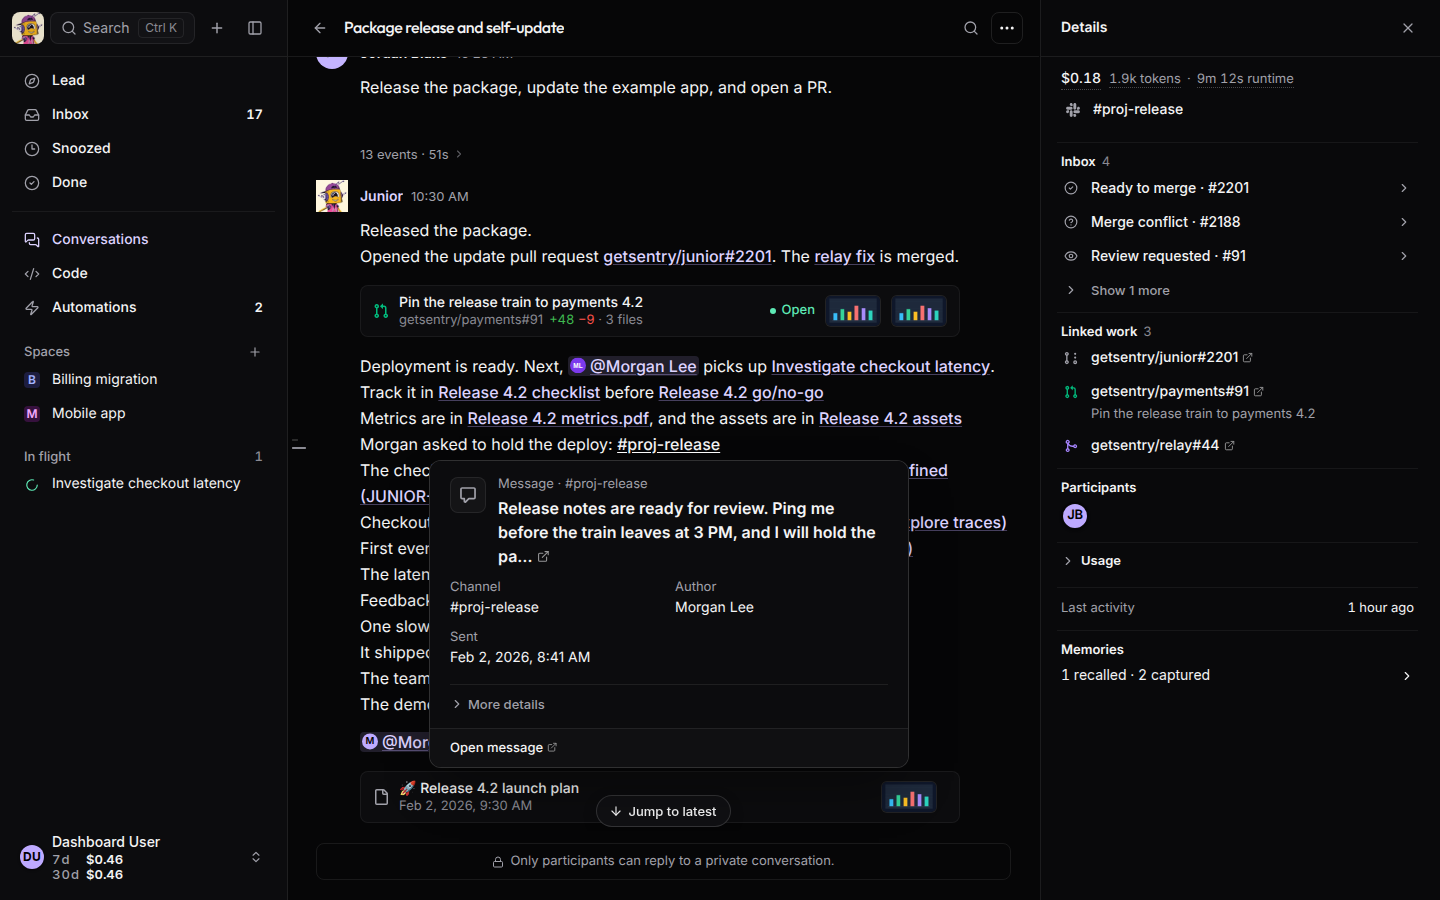 Search Ctrl K
Lead
Inbox 17
Snoozed
Done
Conversations
Code
Automations 2
Spaces
B Billing migration
M Mobile app
In flight 1
Investigate checkout latency
DU Dashboard User
7d $0.46
30d $0.46
Package release and self-update
Release the package, update the example app, and open a PR.
13 events · 51s
Junior 10:30 AM
Released the package.
Opened the update pull request getsentry/junior#2201. The relay fix is merged.
Pin the release train to payments 4.2
getsentry/payments#91 +48 −9 · 3 files
Open
Deployment is ready. Next, ML @Morgan Lee picks up Investigate checkout latency.
Track it in Release 4.2 checklist before Release 4.2 go/no-go
Metrics are in Release 4.2 metrics.pdf, and the assets are in Release 4.2 assets
Morgan asked to hold the deploy: #proj-release
The chec
fined
(JUNIOR-
Checkout
plore traces)
First ever
)
The laten
Feedback
One slow
It shipped
The team
The demo
M @Mor
Message · #proj-release
Release notes are ready for review. Ping me
before the train leaves at 3 PM, and I will hold the
pa...
Channel
#proj-release
Author
Morgan Lee
Sent
Feb 2, 2026, 8:41 AM
More details
Open message
🚀 Release 4.2 launch plan
Feb 2, 2026, 9:30 AM
Jump to latest
Only participants can reply to a private conversation.
Details
$0.18 1.9k tokens · 9m 12s runtime
#proj-release
Inbox 4
Ready to merge · #2201
Merge conflict · #2188
Review requested · #91
Show 1 more
Linked work 3
getsentry/junior#2201
getsentry/payments#91
Pin the release train to payments 4.2
getsentry/relay#44
Participants
JB
Usage
Last activity 1 hour ago
Memories
1 recalled · 2 captured